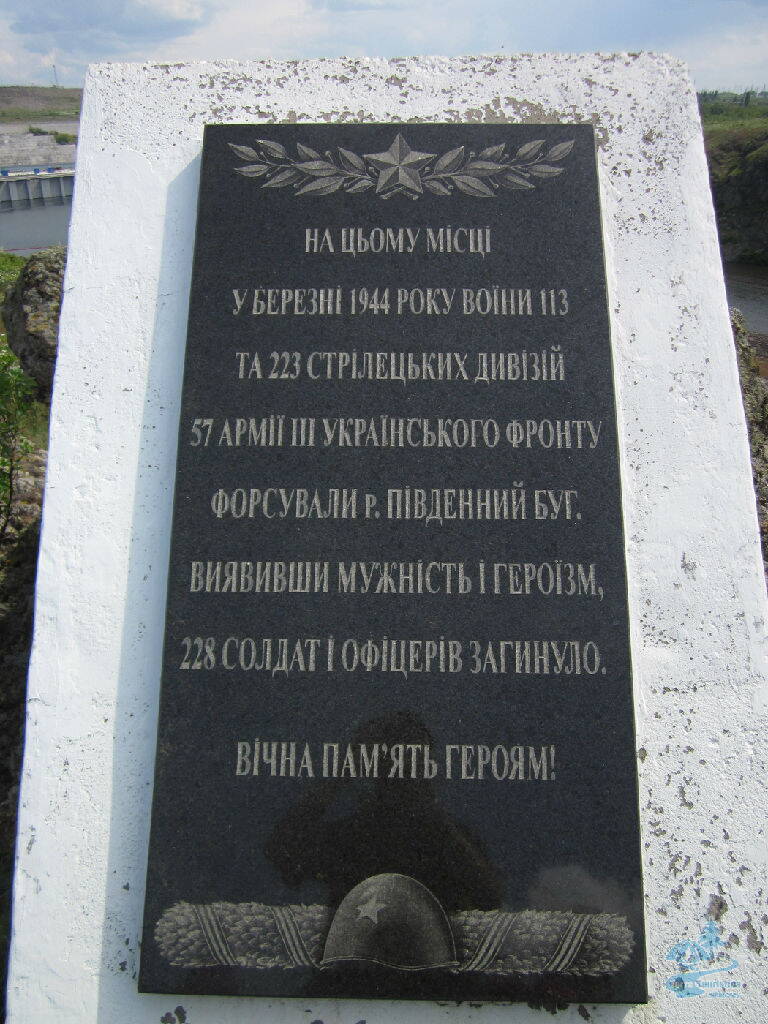 НА ЦЬОМУ МІСЦІ
У БЕРЕЗНІ 1944 РОКУ ВОЇНИ 113
ТА 223 СТРІЛЕЦЬКИХ ДИВІЗІЙ
57 АРМІЇ ІІІ УКРАЇНСЬКОГО ФРОНТУ
ФОРСУВАЛИ р. ПІВДЕННИЙ БУГ.
ВИЯВИВШИ МУЖНІСТЬ І ГЕРОЇЗМ,
228 СОЛДАТ І ОФІЦЕРІВ ЗАГИНУЛО.
ВІЧНА ПАМ'ЯТЬ ГЕРОЯМ!